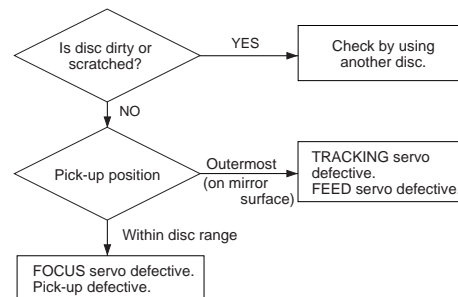 Is disc dirty or
scratched?
YES
Check by using
another disc.
NO
Pick-up position
Outermost
(on mirror
surface)
TRACKING servo
defective.
FEED servo defective.
Within disc range
FOCUS servo defective.
Pick-up defective.